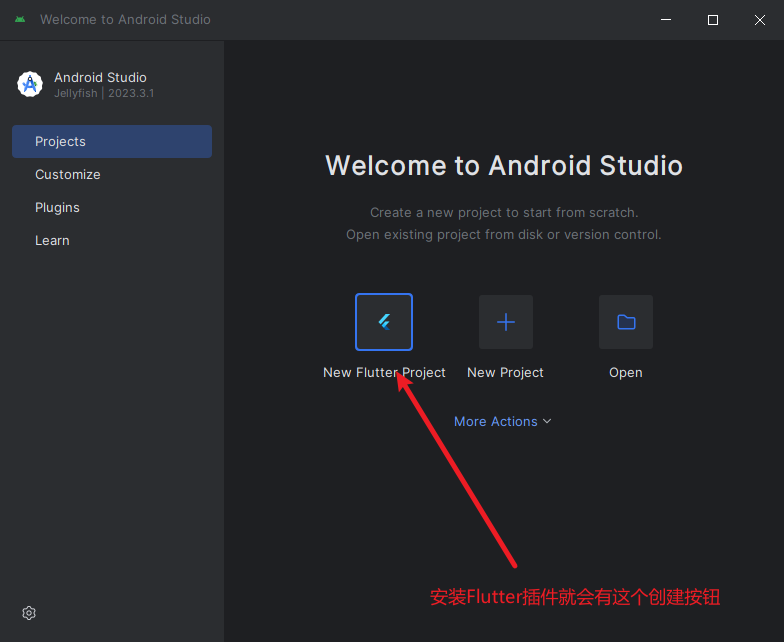 Welcome to Android Studio
Android Studio
Jellyfish | 2023.3.1
Projects
Customize
Plugins
Learn
Welcome to Android Studio
Create a new project to start from scratch.
Open existing project from disk or version control.
New Flutter Project
New Project
Open
More Actions
安装Flutter插件就会有这个创建按钮